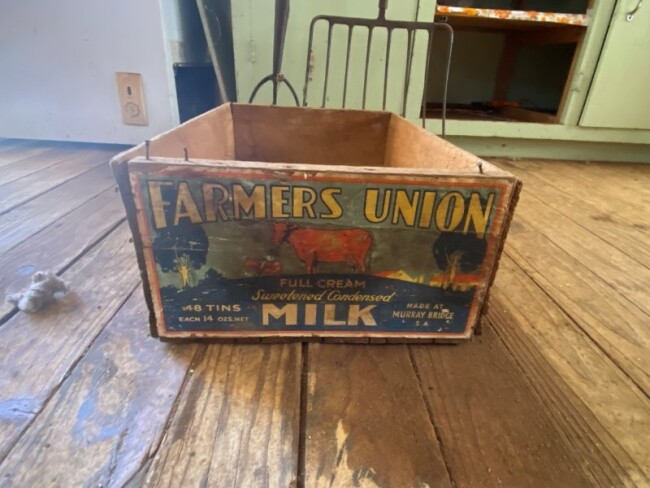 FARMERS UNION
FULL CREAM
Sweetened Condensed
MILK
48 TINS
EACH 14 OZS. NET
MADE AT
MURRAY BRIDGE
S.A.